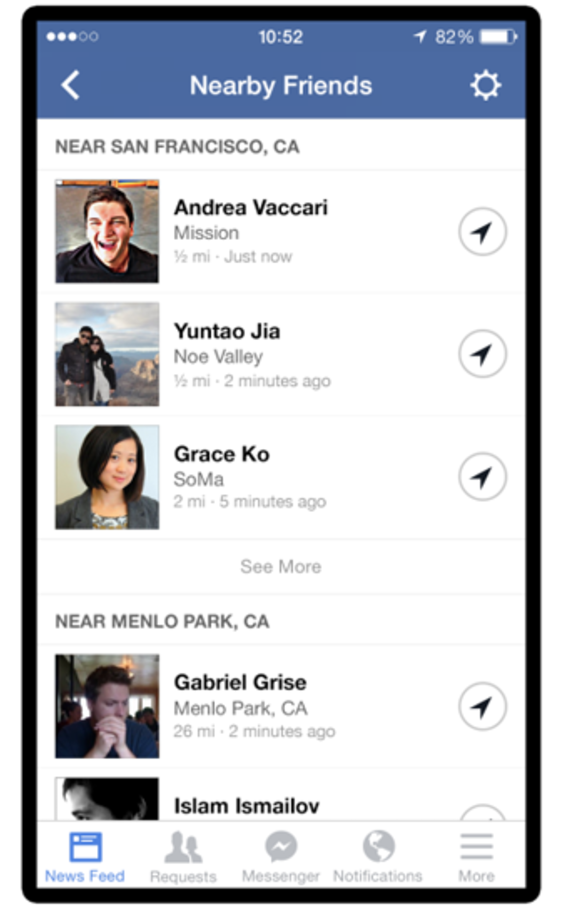 10:52
82%
Nearby Friends
NEAR SAN FRANCISCO, CA
Andrea Vaccari
Mission
½ mi · Just now
Yuntao Jia
Noe Valley
½ mi · 2 minutes ago
Grace Ko
SoMa
2 mi · 5 minutes ago
See More
NEAR MENLO PARK, CA
Gabriel Grise
Menlo Park, CA
26 mi · 2 minutes ago
Islam Ismailov
News Feed
Requests
Messenger
Notifications
More